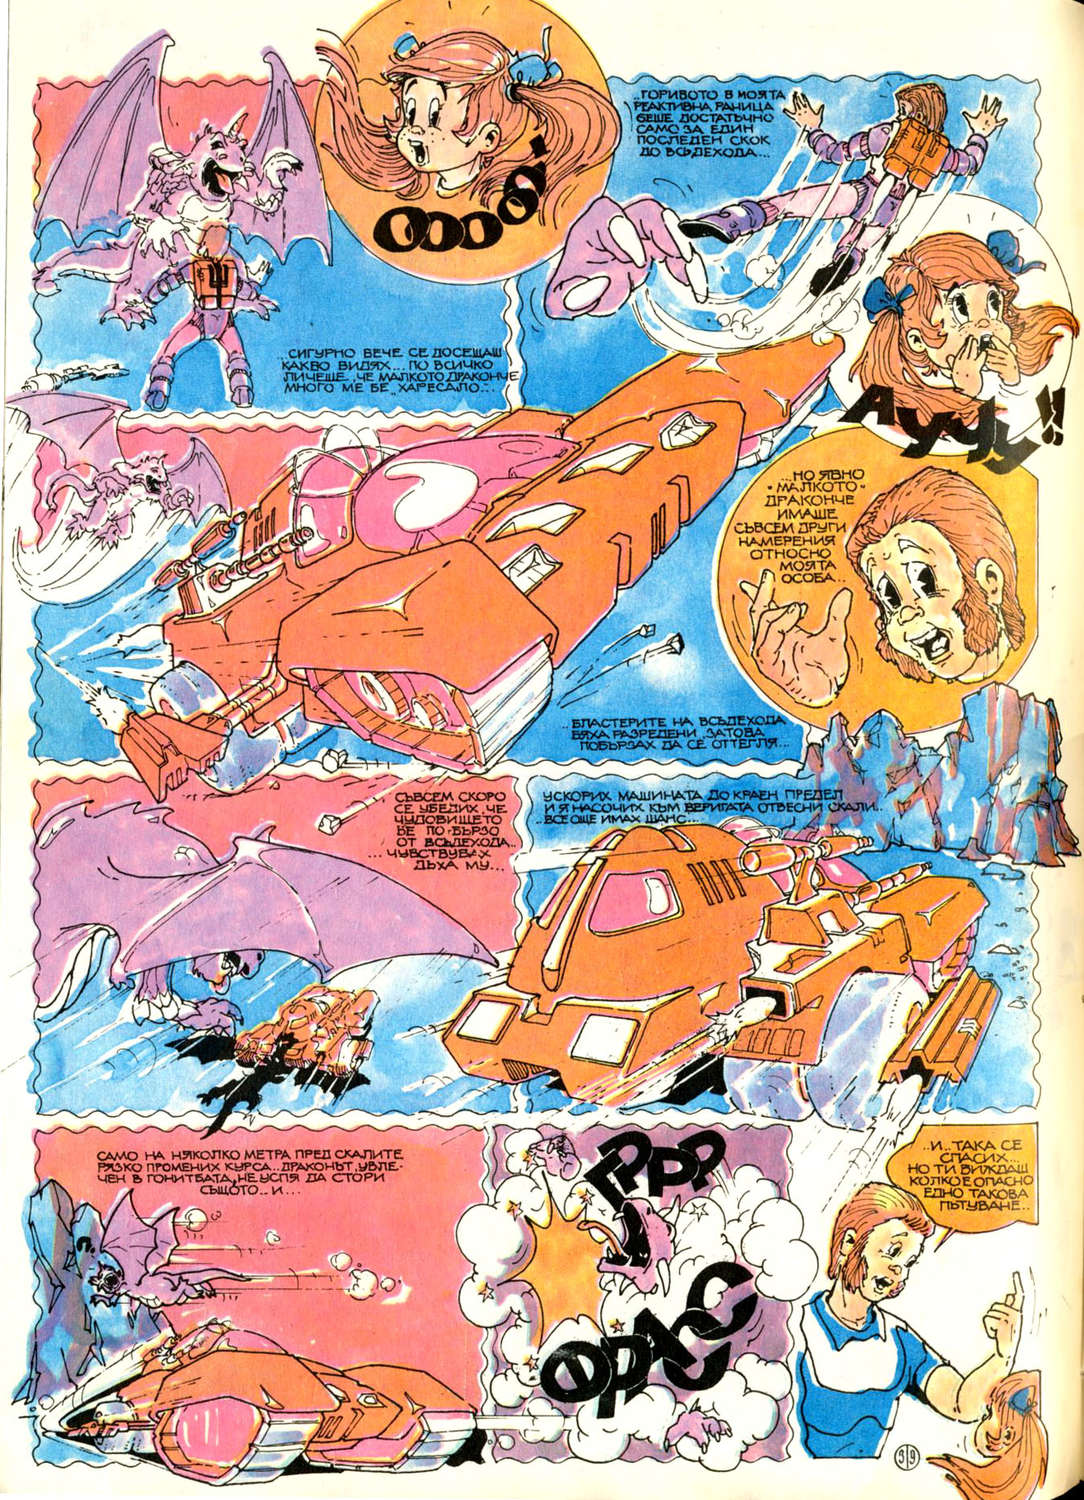 ОООО О..
..СИГУРНО ВЕЧЕ СЕ ДОСЕЩАШ
КАКВО ВИДЯХ... ПО ВСИЧКО
ЛИЧЕШЕ, ЧЕ МАЛКОТО ДРАКОНЧЕ
МНОГО МЕ БЕ „ХАРЕСАЛО...
..ГОРИВОТО В МОЯТА
РЕАКТИВНА РАНИЦА
БЕШЕ ДОСТАТЪЧНО
САМО ЗА ЕДИН
ПОСЛЕДЕН СКОК
ДО ВСЪДЕХОДА...
АУУУ!!
...НО ЯВНО
"МАЛКОТО"
ДРАКОНЧЕ
ИМАШЕ
СЪВСЕМ ДРУГИ
НАМЕРЕНИЯ
ОТНОСНО
МОЯТА
ОСОБА..
..БЛАСТЕРИТЕ НА ВСЪДЕХОДА
БЯХА РАЗРЕДЕНИ, ЗАТОВА
ПОБЪРЗАХ ДА СЕ ОТТЕГЛЯ...
СЪВСЕМ СКОРО
СЕ УБЕДИХ, ЧЕ
ЧУДОВИЩЕТО
БЕ ПО-БЪРЗО
ОТ ВСЪДЕХОДА..
...ЧУВСТВУВАХ
ДЪХА МУ...
УСКОРИХ МАШИНАТА ДО КРАЕН ПРЕДЕЛ
И Я НАСОЧИХ КЪМ ВЕРИГАТА ОТВЕСНИ СКАЛИ..
..ВСЕ ОЩЕ ИМАХ ШАНС...
САМО НА НЯКОЛКО МЕТРА ПРЕД СКАЛИТЕ
РЯЗКО ПРОМЕНИХ КУРСА.. ДРАКОНЪТ, УВЛЕ-
ЧЕН В ГОНИТБАТА, НЕ УСПЯ ДА СТОРИ
СЪЩОТО.. И...
ГРРРР
ФРАСС
..И.. ТАКА СЕ
СПАСИХ...
НО ТИ ВИЖДАШ
КОЛКО Е ОПАСНО
ЕДНО ТАКОВА
ПЪТУВАНЕ..
39